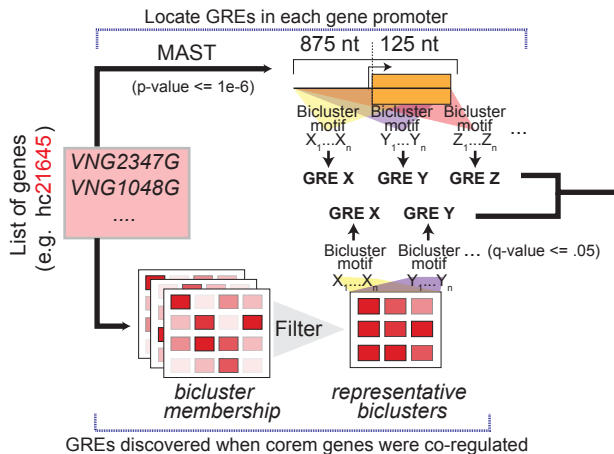 Locate GREs in each gene promoter
MAST
(p-value <= 1e-6)
875 nt
125 nt
Bicluster motif X1...Xn
Bicluster motif Y1...Yn
Bicluster motif Z1...Zn
...
GRE X
GRE Y
GRE Z
List of genes
(e.g. hc21645)
VNG2347G
VNG1048G
....
GRE X
GRE Y
Bicluster motif X1...Xn
Bicluster motif Y1...Yn
... (q-value <= .05)
Filter
bicluster membership
representative biclusters
GREs discovered when corem genes were co-regulated